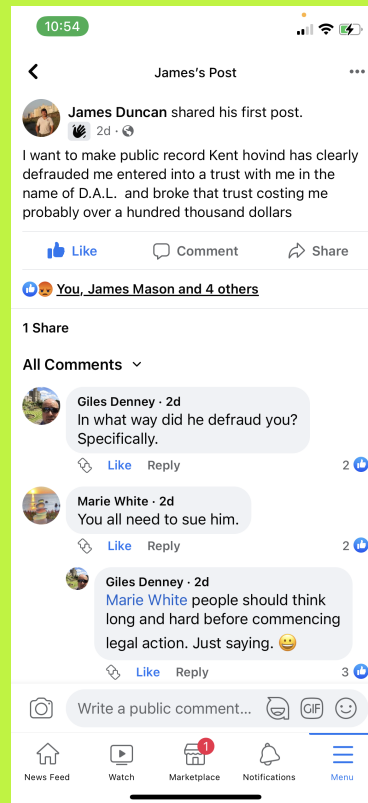 10:54
James's Post
James Duncan shared his first post.
2d ·
I want to make public record Kent hovind has clearly
defrauded me entered into a trust with me in the
name of D.A.L.  and broke that trust costing me
probably over a hundred thousand dollars
Like
Comment
Share
You, James Mason and 4 others
1 Share
All Comments
Giles Denney · 2d
In what way did he defraud you?
Specifically.
Like Reply
2
Marie White · 2d
You all need to sue him.
Like Reply
2
Giles Denney · 2d
Marie White people should think
long and hard before commencing
legal action. Just saying. 😀
Like Reply
3
Write a public comment...
GIF
1
News Feed
Watch
Marketplace
Notifications
Menu